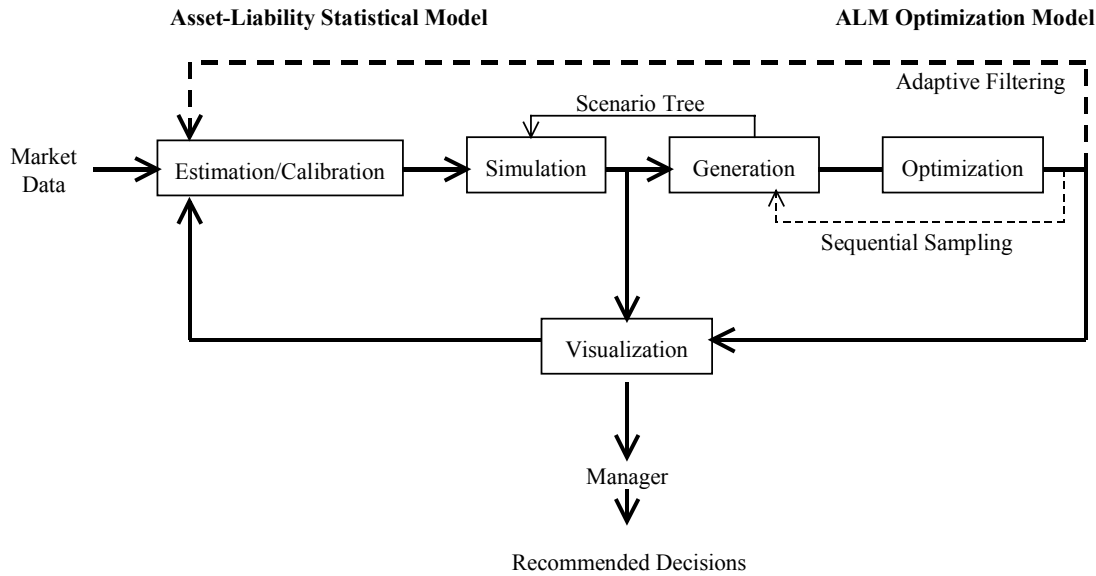 Asset-Liability Statistical Model
ALM Optimization Model
Adaptive Filtering
Scenario Tree
Market
Data
Estimation/Calibration
Simulation
Generation
Optimization
Sequential Sampling
Visualization
Manager
Recommended Decisions